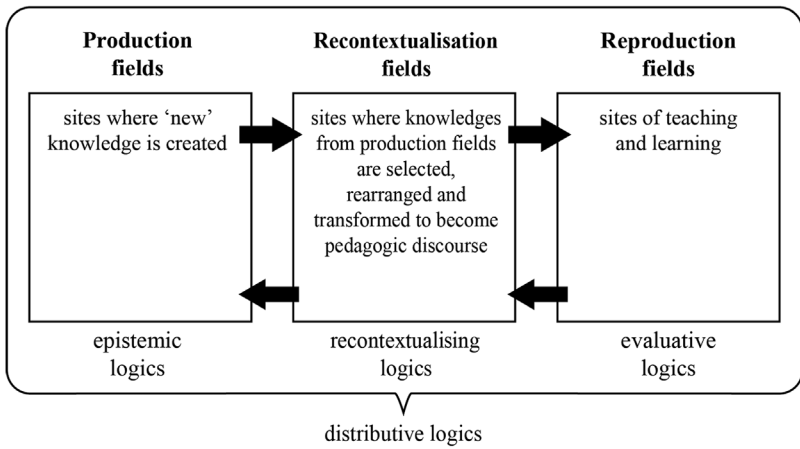 Production
fields
Recontextualisation
fields
Reproduction
fields
sites where ‘new’
knowledge is created
sites where knowledges
from production fields
are selected,
rearranged and
transformed to become
pedagogic discourse
sites of teaching
and learning
epistemic
logics
recontextualising
logics
evaluative
logics
distributive logics